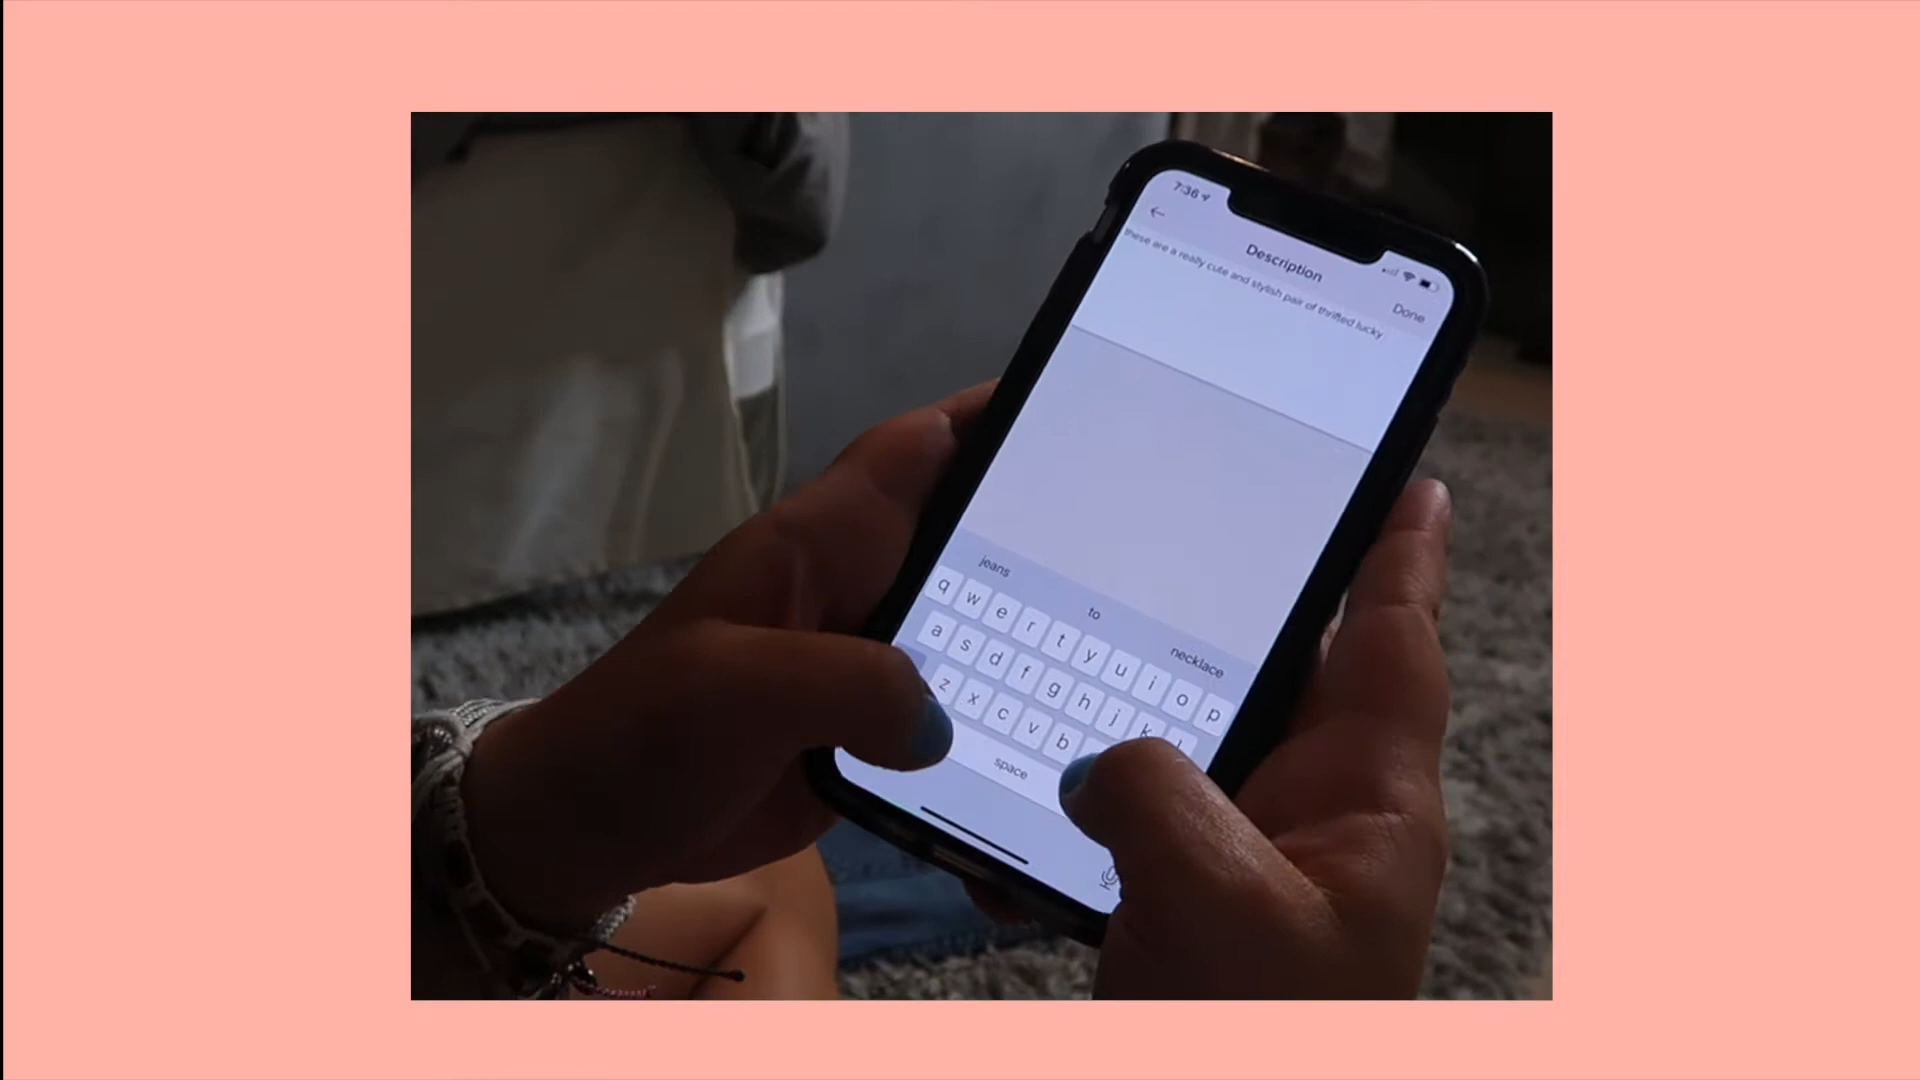 7:36
Description
Done
these are a really cute and stylish pair of thrifted lucky
jeans
to
necklace
q w e r t y u i o p
a s d f g h j k l
z x c v b
space